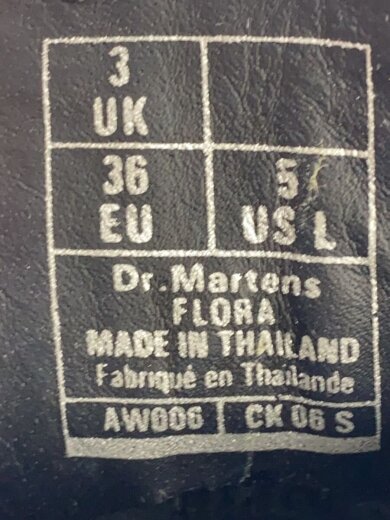 3
UK
36 5
EU US L
Dr.Martens
FLORA
MADE IN THAILAND
Fabriqué en Thaïlande
AW006 CK 06 S